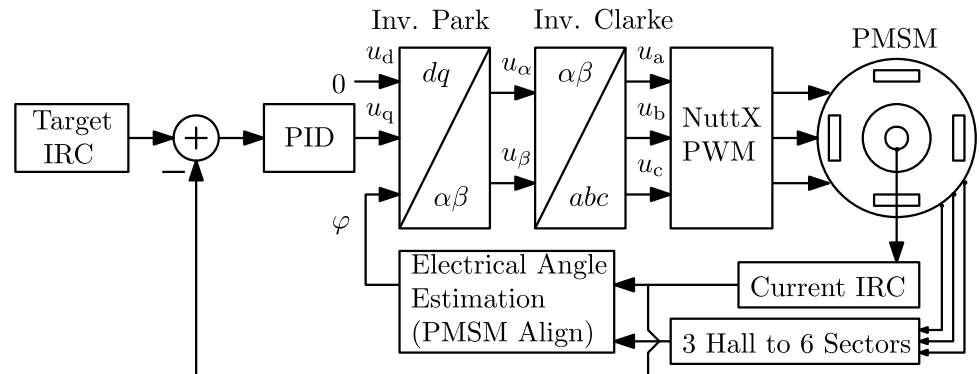 Inv. Park
Inv. Clarke
PMSM
u_d
0
u_q
φ
dq
αβ
u_α
u_β
αβ
abc
u_a
u_b
u_c
NuttX
PWM
Target
IRC
+
−
PID
Electrical Angle
Estimation
(PMSM Align)
Current IRC
3 Hall to 6 Sectors